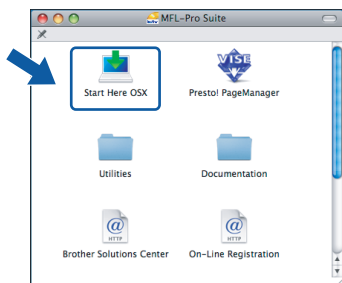 MFL-Pro Suite
VISE
Start Here OSX
Presto! PageManager
Utilities
Documentation
@
HTTP
@
HTTP
Brother Solutions Center
On-Line Registration